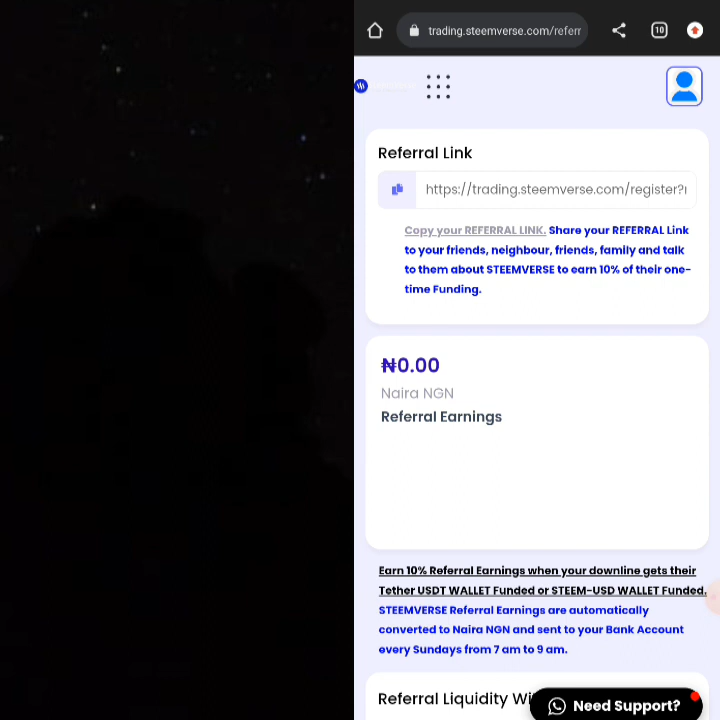 trading.steemverse.com/referr
10
Referral Link
https://trading.steemverse.com/register?
Copy your REFERRAL LINK. Share your REFERRAL Link
to your friends, neighbour, friends, family and talk
to them about STEEMVERSE to earn 10% of their one-
time Funding.
₦0.00
Naira NGN
Referral Earnings
Earn 10% Referral Earnings when your downline gets their
Tether USDT WALLET Funded or STEEM-USD WALLET Funded.
STEEMVERSE Referral Earnings are automatically
converted to Naira NGN and sent to your Bank Account
every Sundays from 7 am to 9 am.
Referral Liquidity Wi
Need Support?